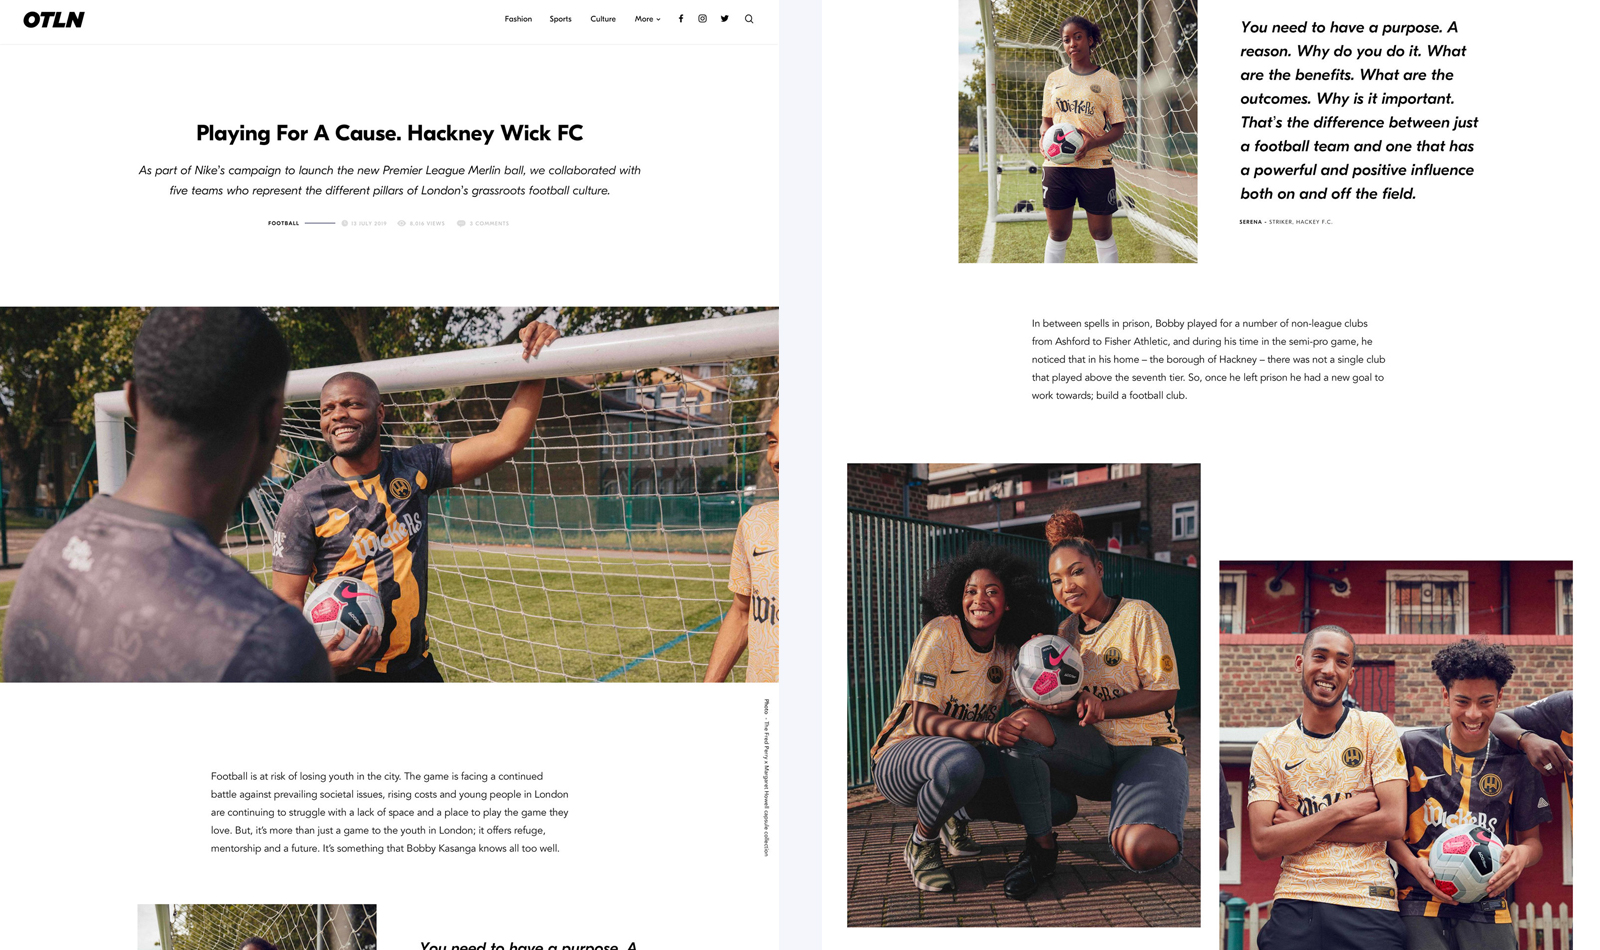 OTLN
Fashion Sports Culture More
Playing For A Cause. Hackney Wick FC
As part of Nike's campaign to launch the new Premier League Merlin ball, we collaborated with
five teams who represent the different pillars of London's grassroots football culture.
FOOTBALL 13 JULY 2019 8,016 VIEWS 3 COMMENTS
Wickers
Photo - The Fred Perry x Margaret Howell capsule collection
Football is at risk of losing youth in the city. The game is facing a continued
battle against prevailing societal issues, rising costs and young people in London
are continuing to struggle with a lack of space and a place to play the game they
love. But, it's more than just a game to the youth in London; it offers refuge,
mentorship and a future. It's something that Bobby Kasanga knows all too well.
You need to have a purpose. A
Wickers
7
You need to have a purpose. A
reason. Why do you do it. What
are the benefits. What are the
outcomes. Why is it important.
That's the difference between just
a football team and one that has
a powerful and positive influence
both on and off the field.
SERENA - STRIKER, HACKEY F.C.
In between spells in prison, Bobby played for a number of non-league clubs
from Ashford to Fisher Athletic, and during his time in the semi-pro game, he
noticed that in his home – the borough of Hackney – there was not a single club
that played above the seventh tier. So, once he left prison he had a new goal to
work towards; build a football club.
Wickers